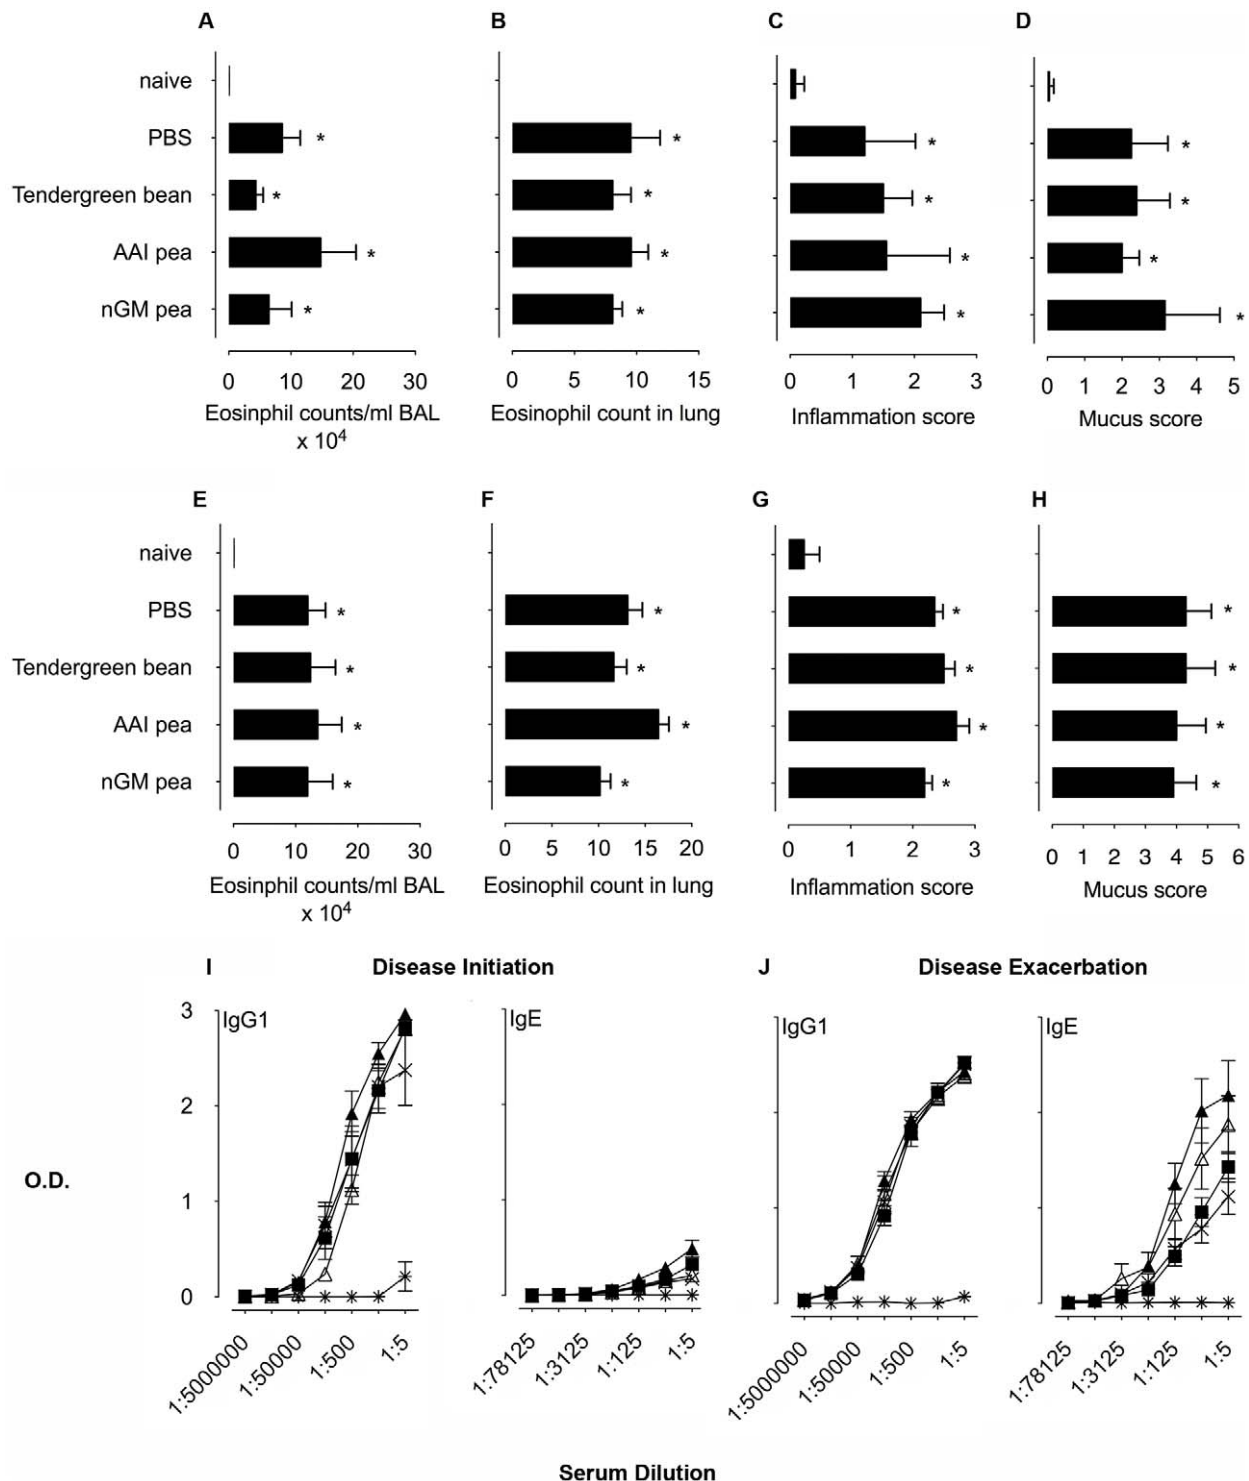 A B C D
naive
PBS * * * *
Tendergreen bean * * * *
AAI pea * * * *
nGM pea * * * *
0 10 20 30 0 5 10 15 0 1 2 3 0 1 2 3 4 5
Eosinphil counts/ml BAL Eosinophil count in lung Inflammation score Mucus score
x 10⁴
E F G H
naive
PBS * * * *
Tendergreen bean * * * *
AAI pea * * * *
nGM pea * * * *
0 10 20 30 0 5 10 15 20 0 1 2 3 0 1 2 3 4 5 6
Eosinphil counts/ml BAL Eosinophil count in lung Inflammation score Mucus score
x 10⁴
I Disease Initiation J Disease Exacerbation
3 IgG1 IgE IgG1 IgE
2
O.D.
1
0
1:5000000 1:50000 1:500 1:5 1:78125 1:3125 1:125 1:5 1:5000000 1:50000 1:500 1:5 1:78125 1:3125 1:125 1:5
Serum Dilution